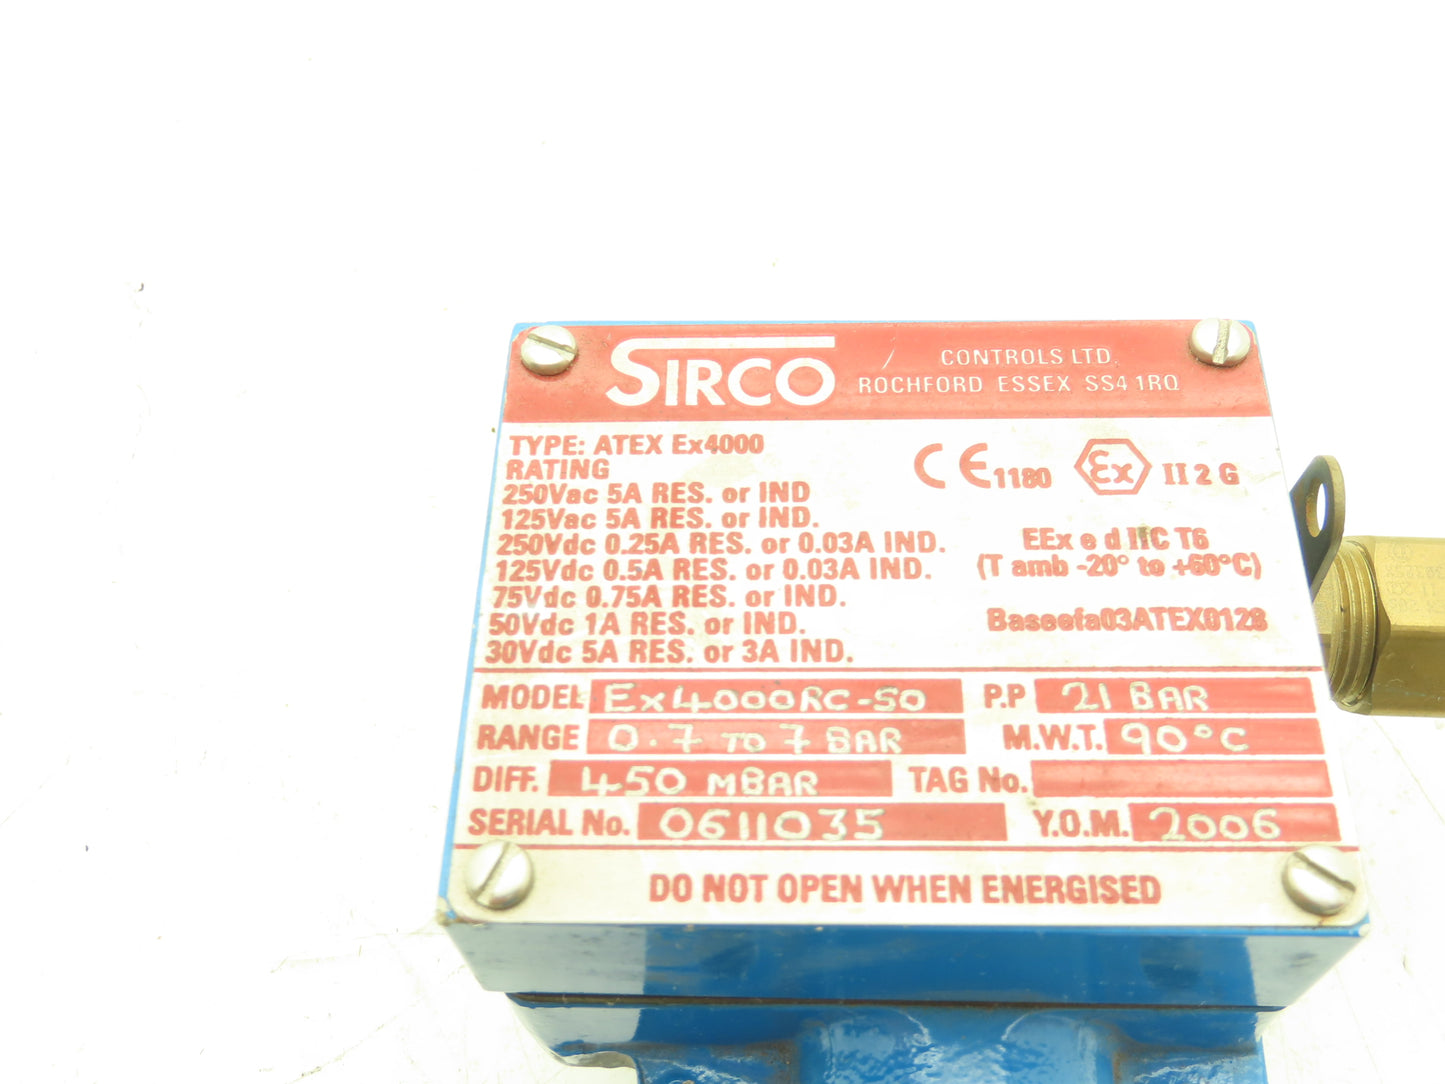 SIRCO
CONTROLS LTD.
ROCHFORD ESSEX SS4 1RQ
TYPE: ATEX Ex4000
RATING
250Vac 5A RES. or IND
125Vac 5A RES. or IND.
250Vdc 0.25A RES. or 0.03A IND.
125Vdc 0.5A RES. or 0.03A IND.
75Vdc 0.75A RES. or IND.
50Vdc 1A RES. or IND.
30Vdc 5A RES. or 3A IND.
CE 1180 Ex II 2 G
EEx e d IIC T6
(T amb -20° to +60°C)
Baseefa03ATEX0128
MODEL Ex4000RC-50 P.P 21 BAR
RANGE 0.7 TO 7 BAR M.W.T. 90°C
DIFF. 450 MBAR TAG No.
SERIAL No. 0611035 Y.O.M. 2006
DO NOT OPEN WHEN ENERGISED